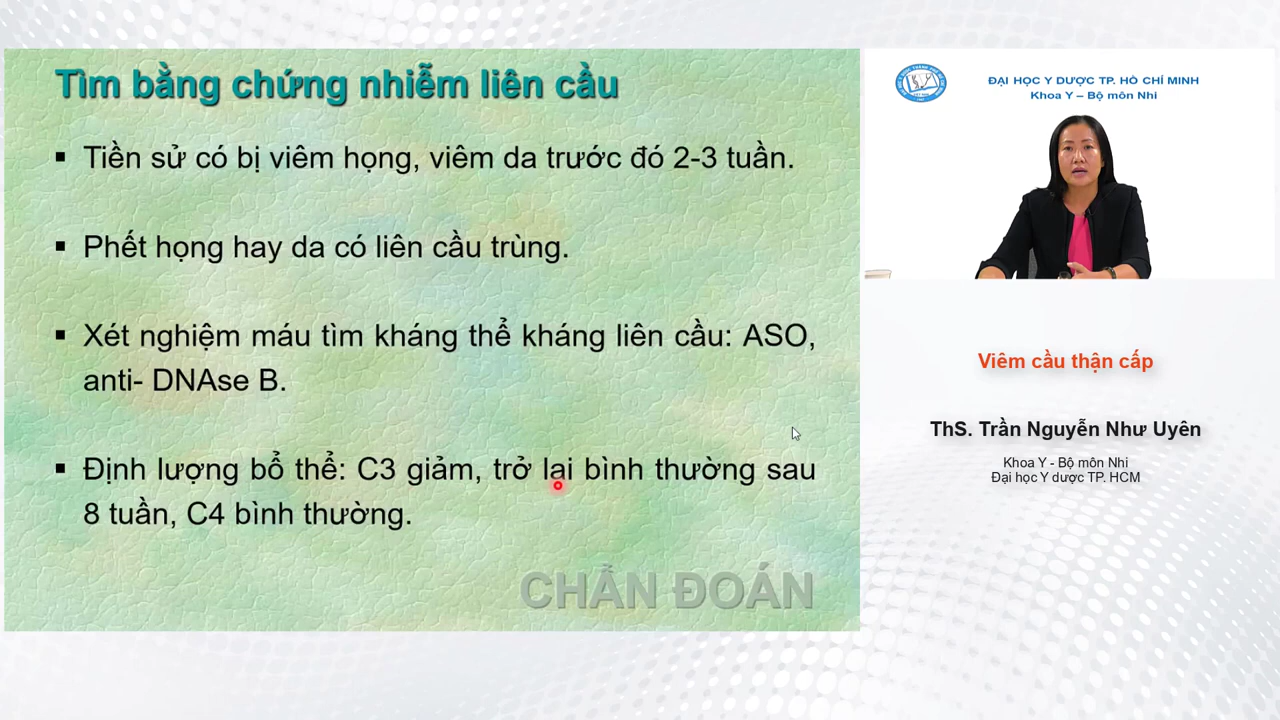 Tìm bằng chứng nhiễm liên cầu
▪ Tiền sử có bị viêm họng, viêm da trước đó 2-3 tuần.
▪ Phết họng hay da có liên cầu trùng.
▪ Xét nghiệm máu tìm kháng thể kháng liên cầu: ASO,
anti- DNAse B.
▪ Định lượng bổ thể: C3 giảm, trở lại bình thường sau
8 tuần, C4 bình thường.
CHẨN ĐOÁN
ĐẠI HỌC Y DƯỢC TP. HỒ CHÍ MINH
Khoa Y – Bộ môn Nhi
Viêm cầu thận cấp
ThS. Trần Nguyễn Như Uyên
Khoa Y - Bộ môn Nhi
Đại học Y dược TP. HCM